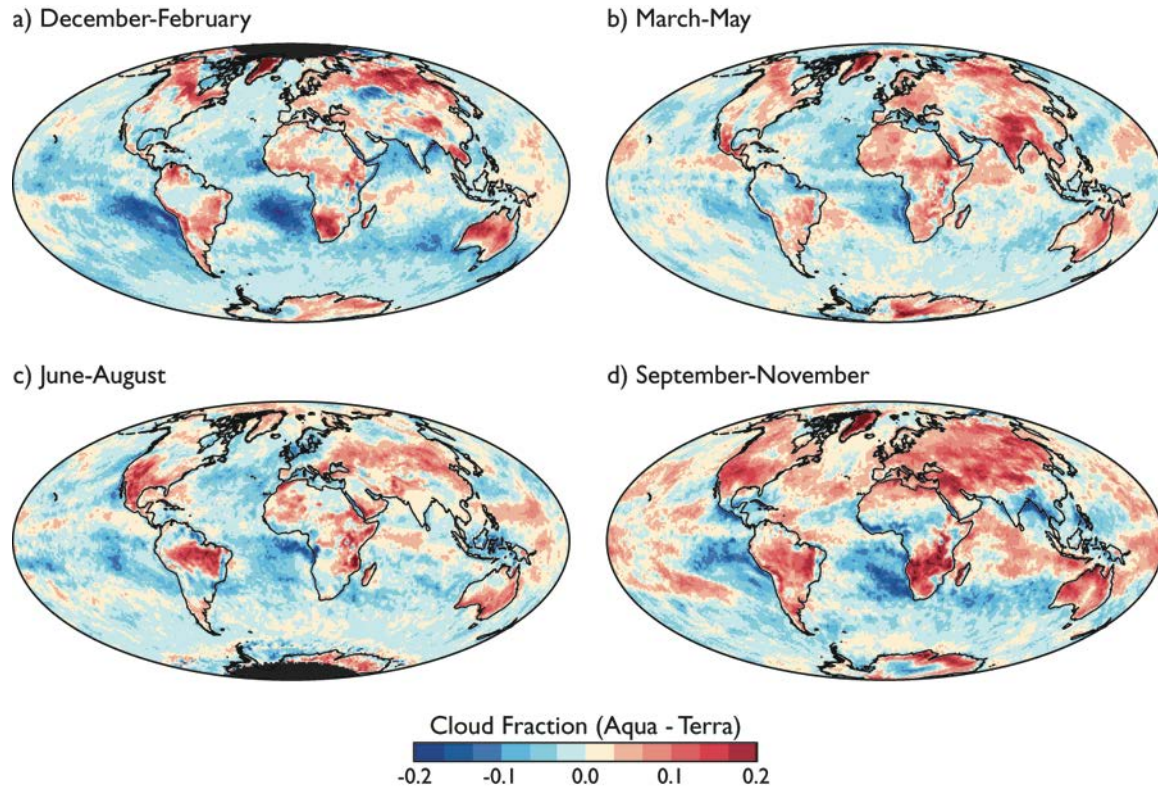 a) December-February
b) March-May
c) June-August
d) September-November
Cloud Fraction (Aqua - Terra)
-0.2 -0.1 0.0 0.1 0.2